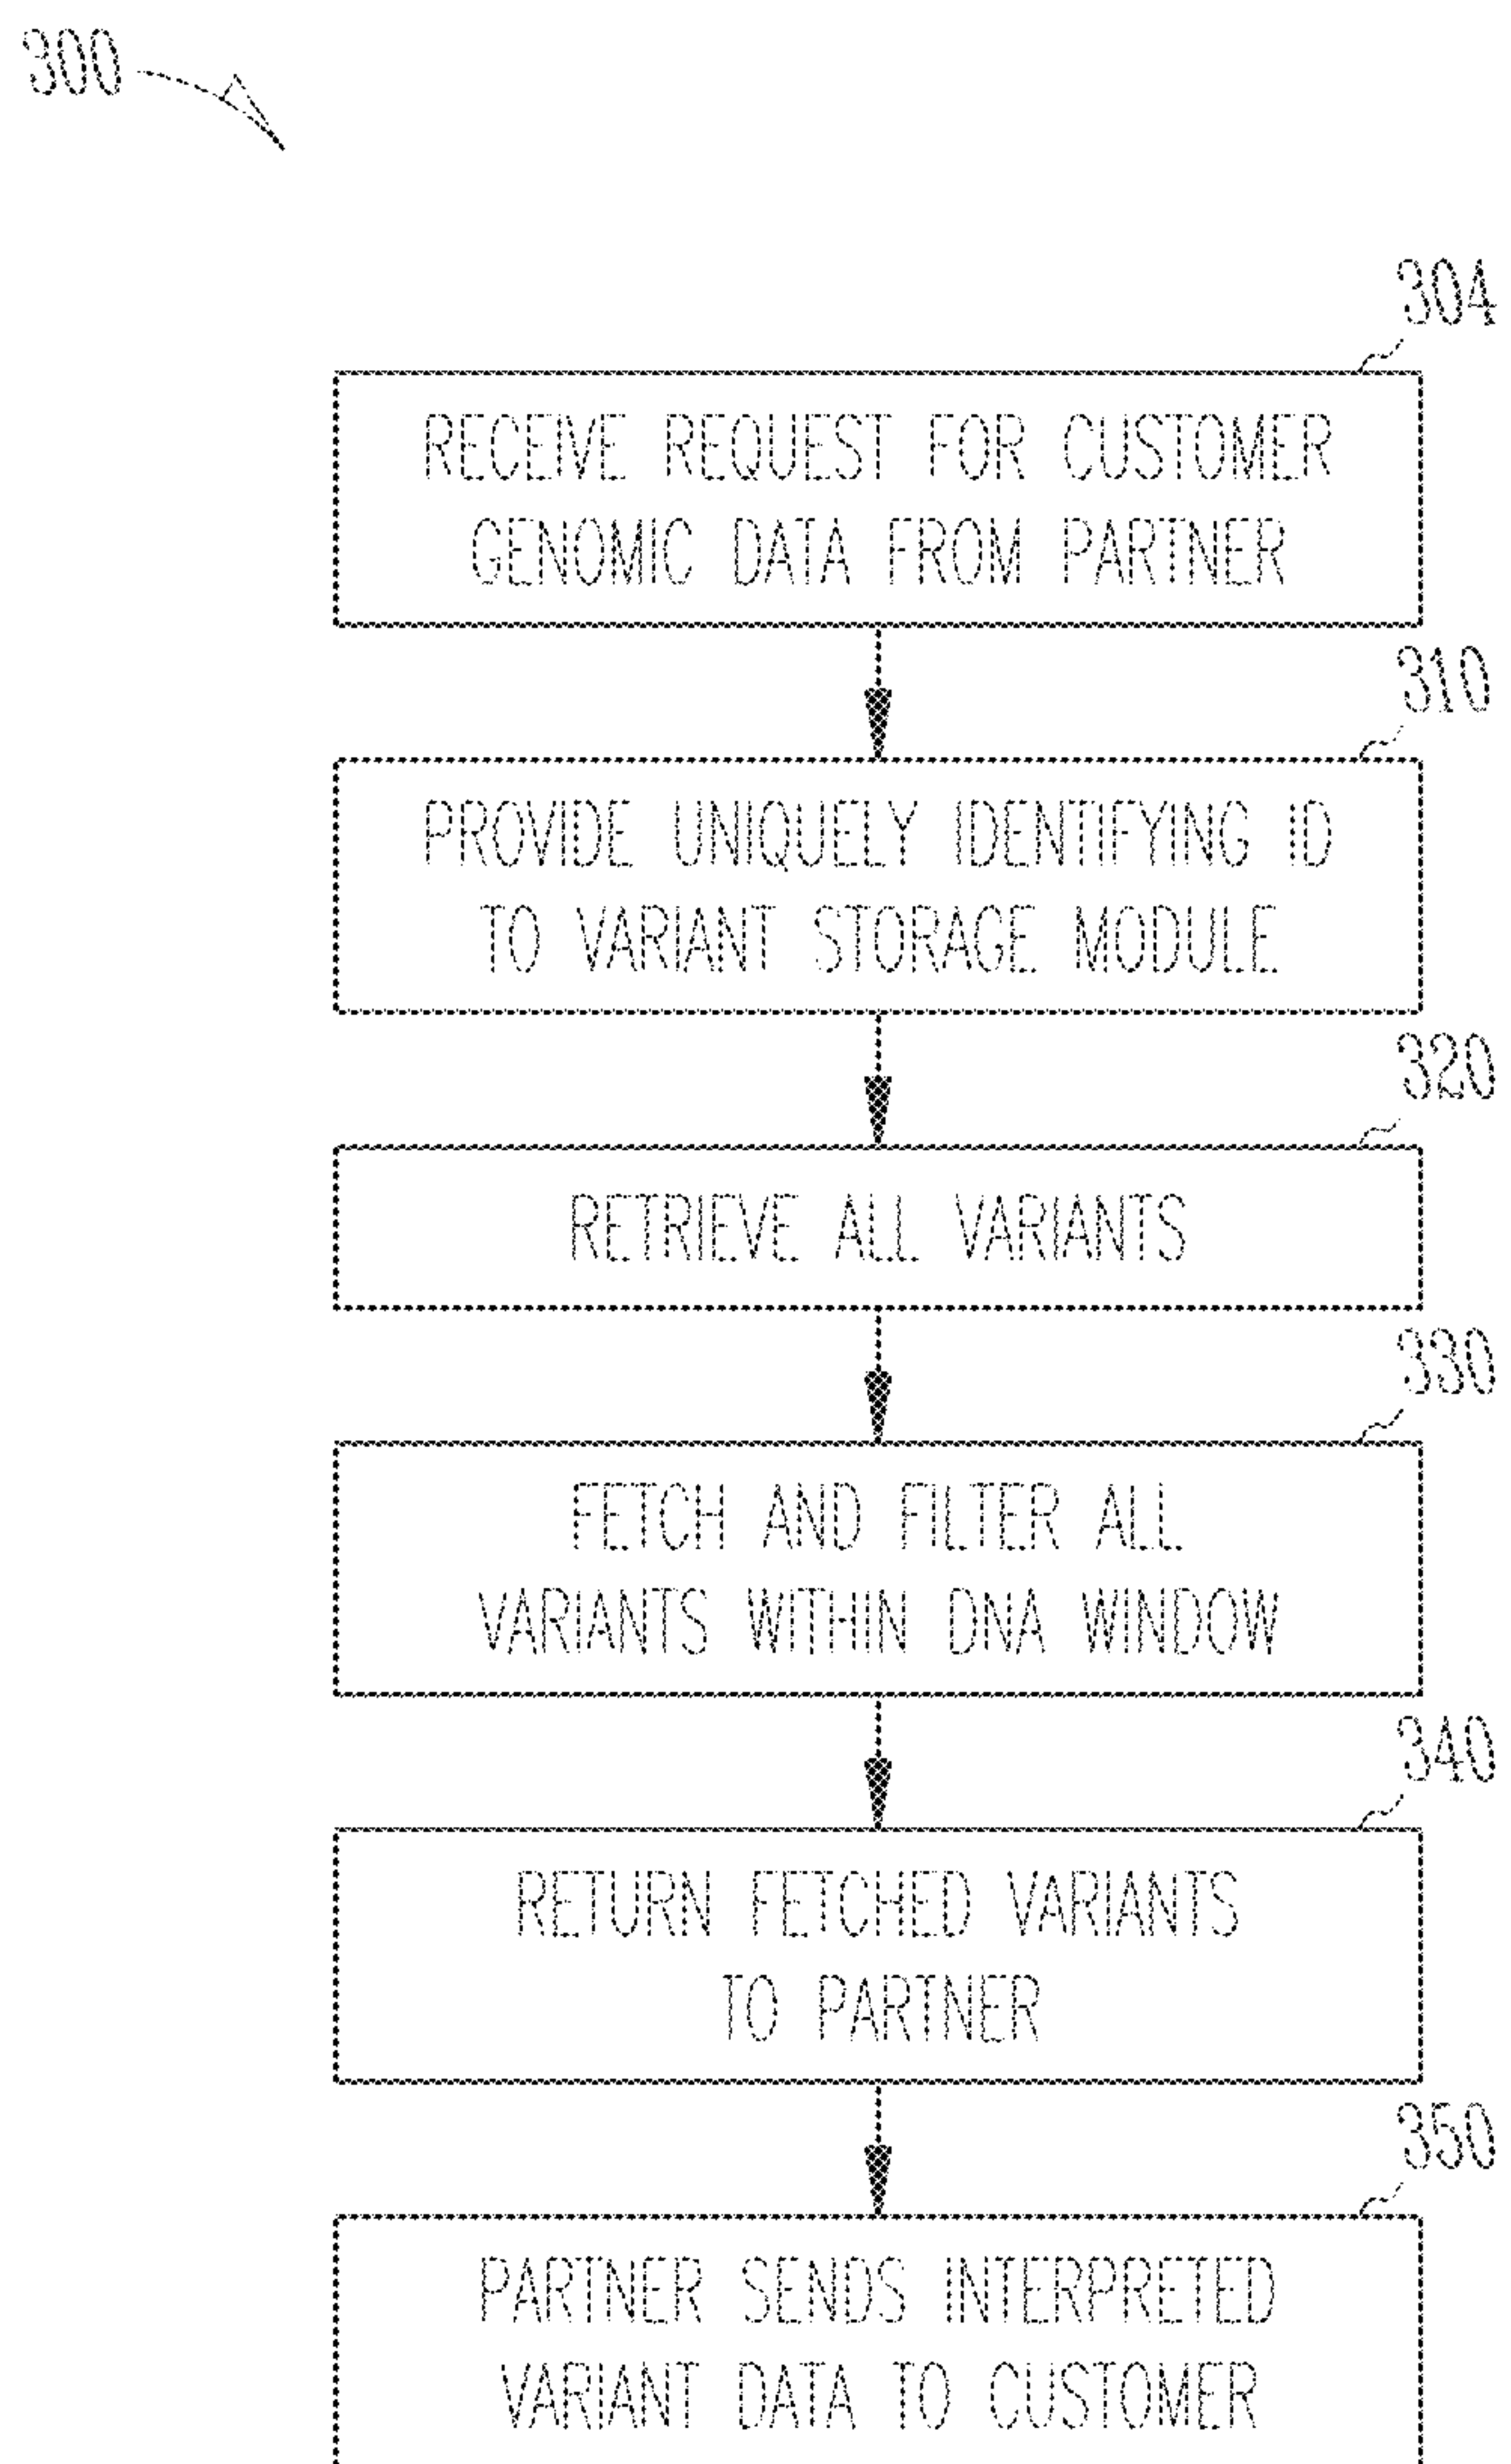 300
304
RECEIVE REQUEST FOR CUSTOMER
GENOMIC DATA FROM PARTNER
310
PROVIDE UNIQUELY IDENTIFYING ID
TO VARIANT STORAGE MODULE
320
RETRIEVE ALL VARIANTS
330
FETCH AND FILTER ALL
VARIANTS WITHIN DNA WINDOW
340
RETURN FETCHED VARIANTS
TO PARTNER
350
PARTNER SENDS INTERPRETED
VARIANT DATA TO CUSTOMER